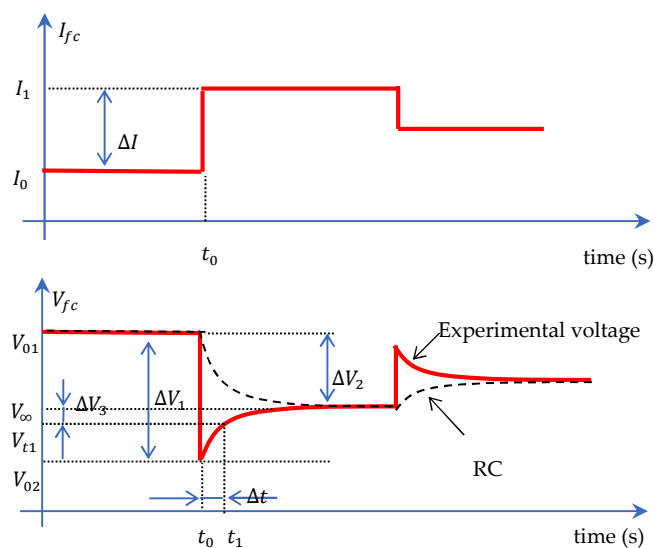 I_fc
I_1
ΔI
I_0
t_0
time (s)
V_fc
V_01
Experimental voltage
ΔV_2
ΔV_1
ΔV_3
V_∞
V_t1
V_02
RC
Δt
t_0 t_1
time (s)